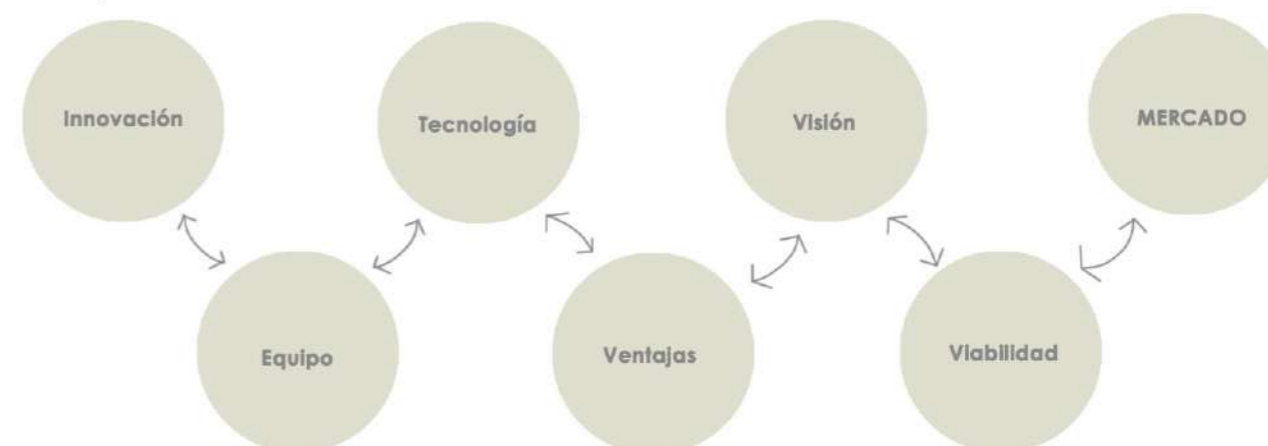 Innovación
Tecnología
Visión
MERCADO
Equipo
Ventajas
Viabilidad